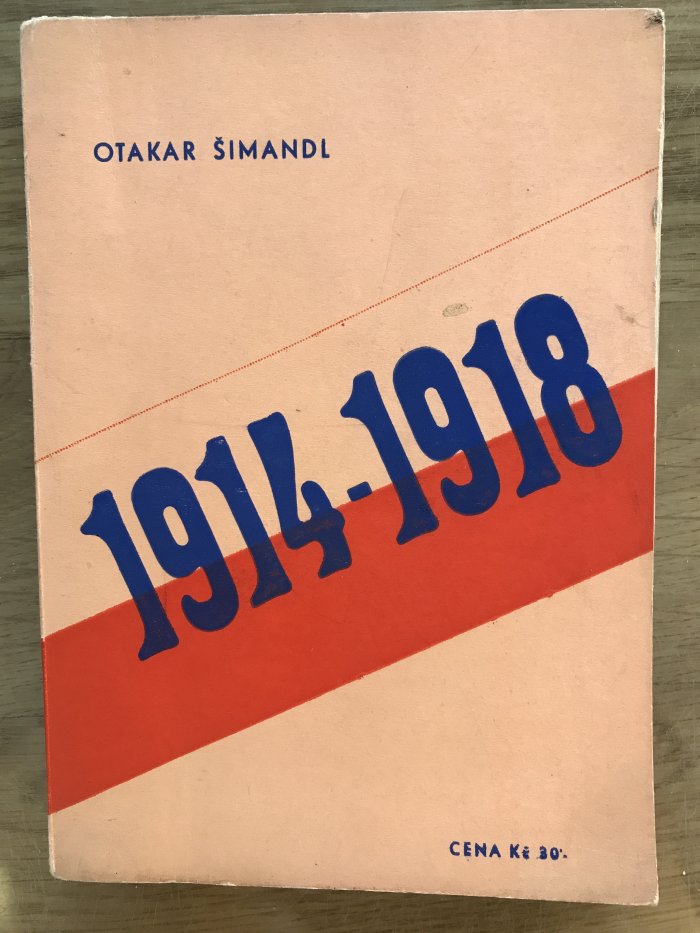 OTAKAR ŠIMANDL
1914-1918
CENA Kč 30'-